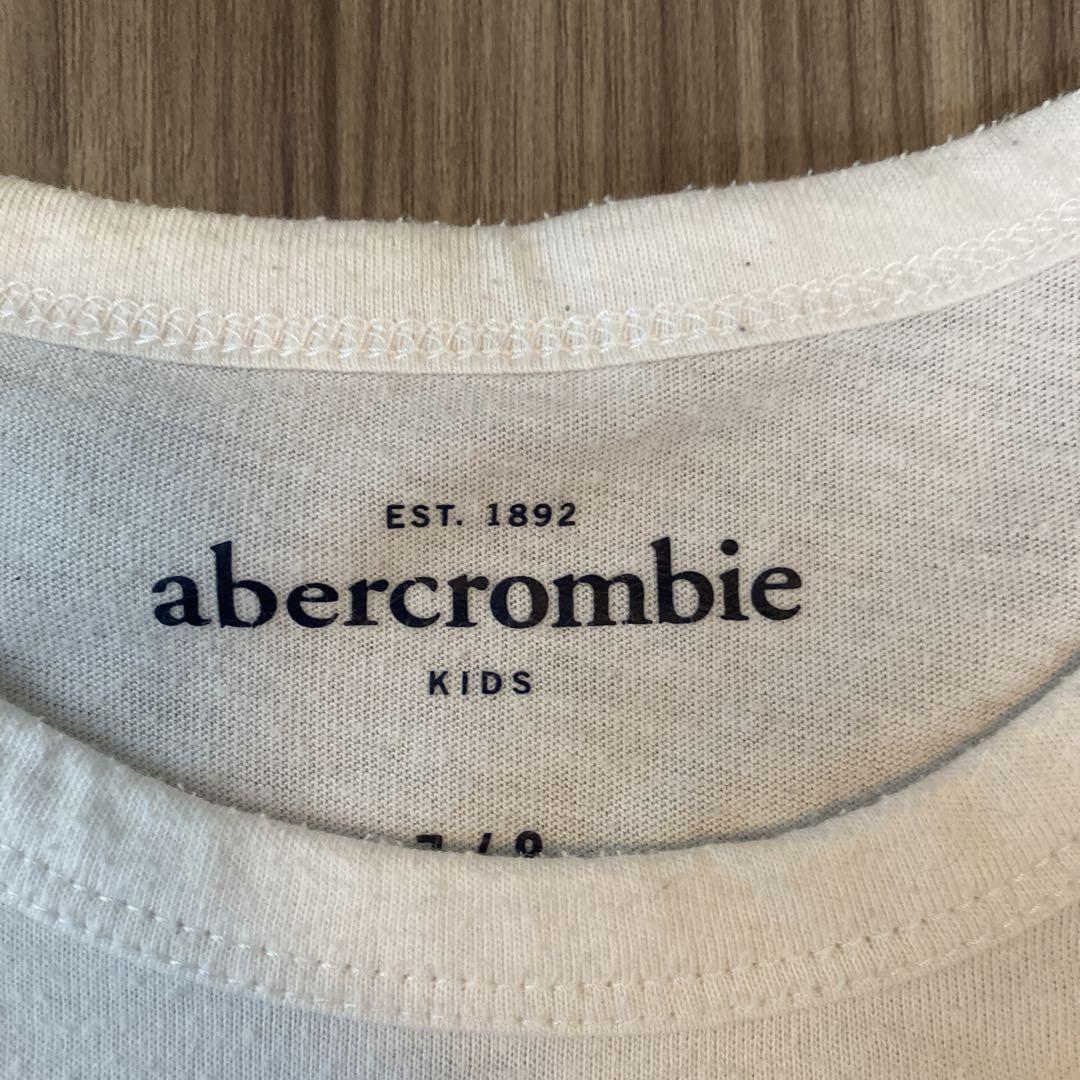 EST. 1892
abercrombie
KIDS